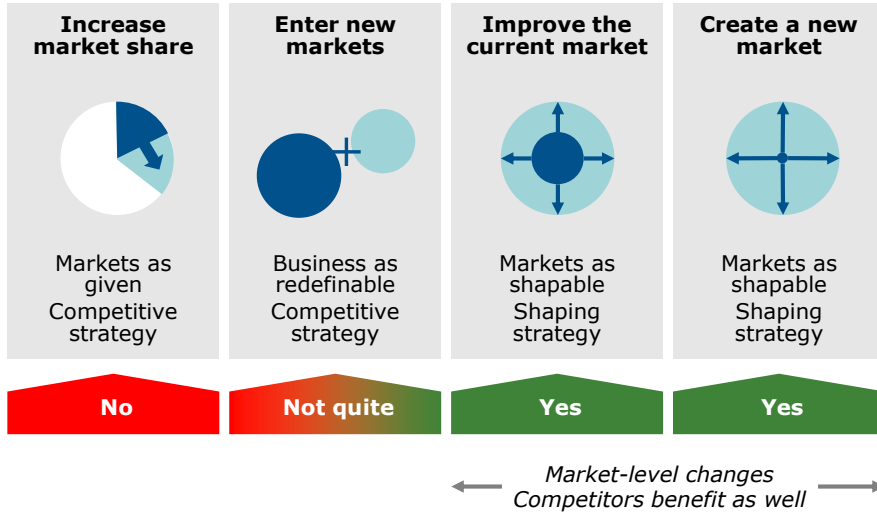 Increase
market share
Markets as
given
Competitive
strategy
No
Enter new
markets
Business as
redefinable
Competitive
strategy
Not quite
Improve the
current market
Markets as
shapable
Shaping
strategy
Yes
Create a new
market
Markets as
shapable
Shaping
strategy
Yes
Market-level changes
Competitors benefit as well